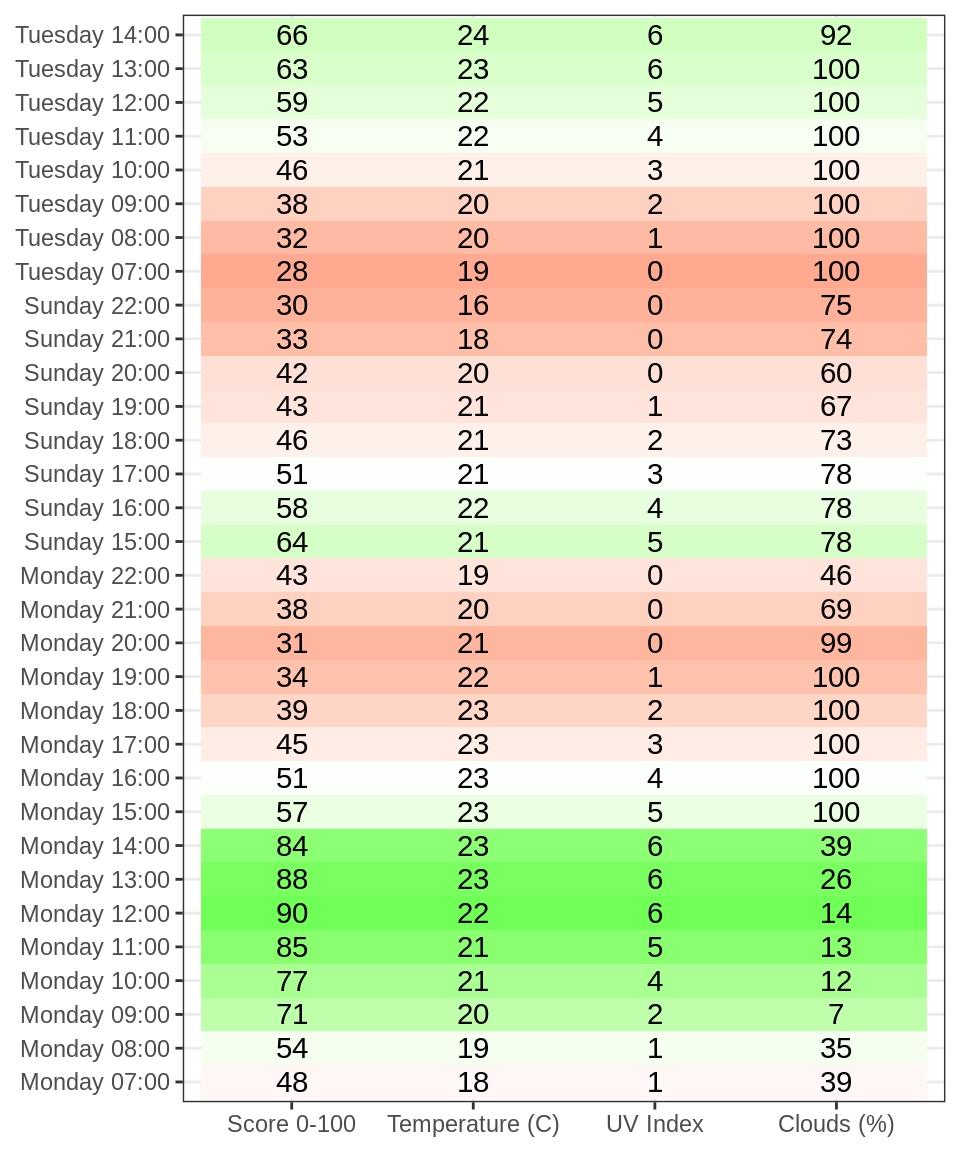 Tuesday 14:00 66 24 6 92
Tuesday 13:00 63 23 6 100
Tuesday 12:00 59 22 5 100
Tuesday 11:00 53 22 4 100
Tuesday 10:00 46 21 3 100
Tuesday 09:00 38 20 2 100
Tuesday 08:00 32 20 1 100
Tuesday 07:00 28 19 0 100
Sunday 22:00 30 16 0 75
Sunday 21:00 33 18 0 74
Sunday 20:00 42 20 0 60
Sunday 19:00 43 21 1 67
Sunday 18:00 46 21 2 73
Sunday 17:00 51 21 3 78
Sunday 16:00 58 22 4 78
Sunday 15:00 64 21 5 78
Monday 22:00 43 19 0 46
Monday 21:00 38 20 0 69
Monday 20:00 31 21 0 99
Monday 19:00 34 22 1 100
Monday 18:00 39 23 2 100
Monday 17:00 45 23 3 100
Monday 16:00 51 23 4 100
Monday 15:00 57 23 5 100
Monday 14:00 84 23 6 39
Monday 13:00 88 23 6 26
Monday 12:00 90 22 6 14
Monday 11:00 85 21 5 13
Monday 10:00 77 21 4 12
Monday 09:00 71 20 2 7
Monday 08:00 54 19 1 35
Monday 07:00 48 18 1 39
Score 0-100 Temperature (C) UV Index Clouds (%)